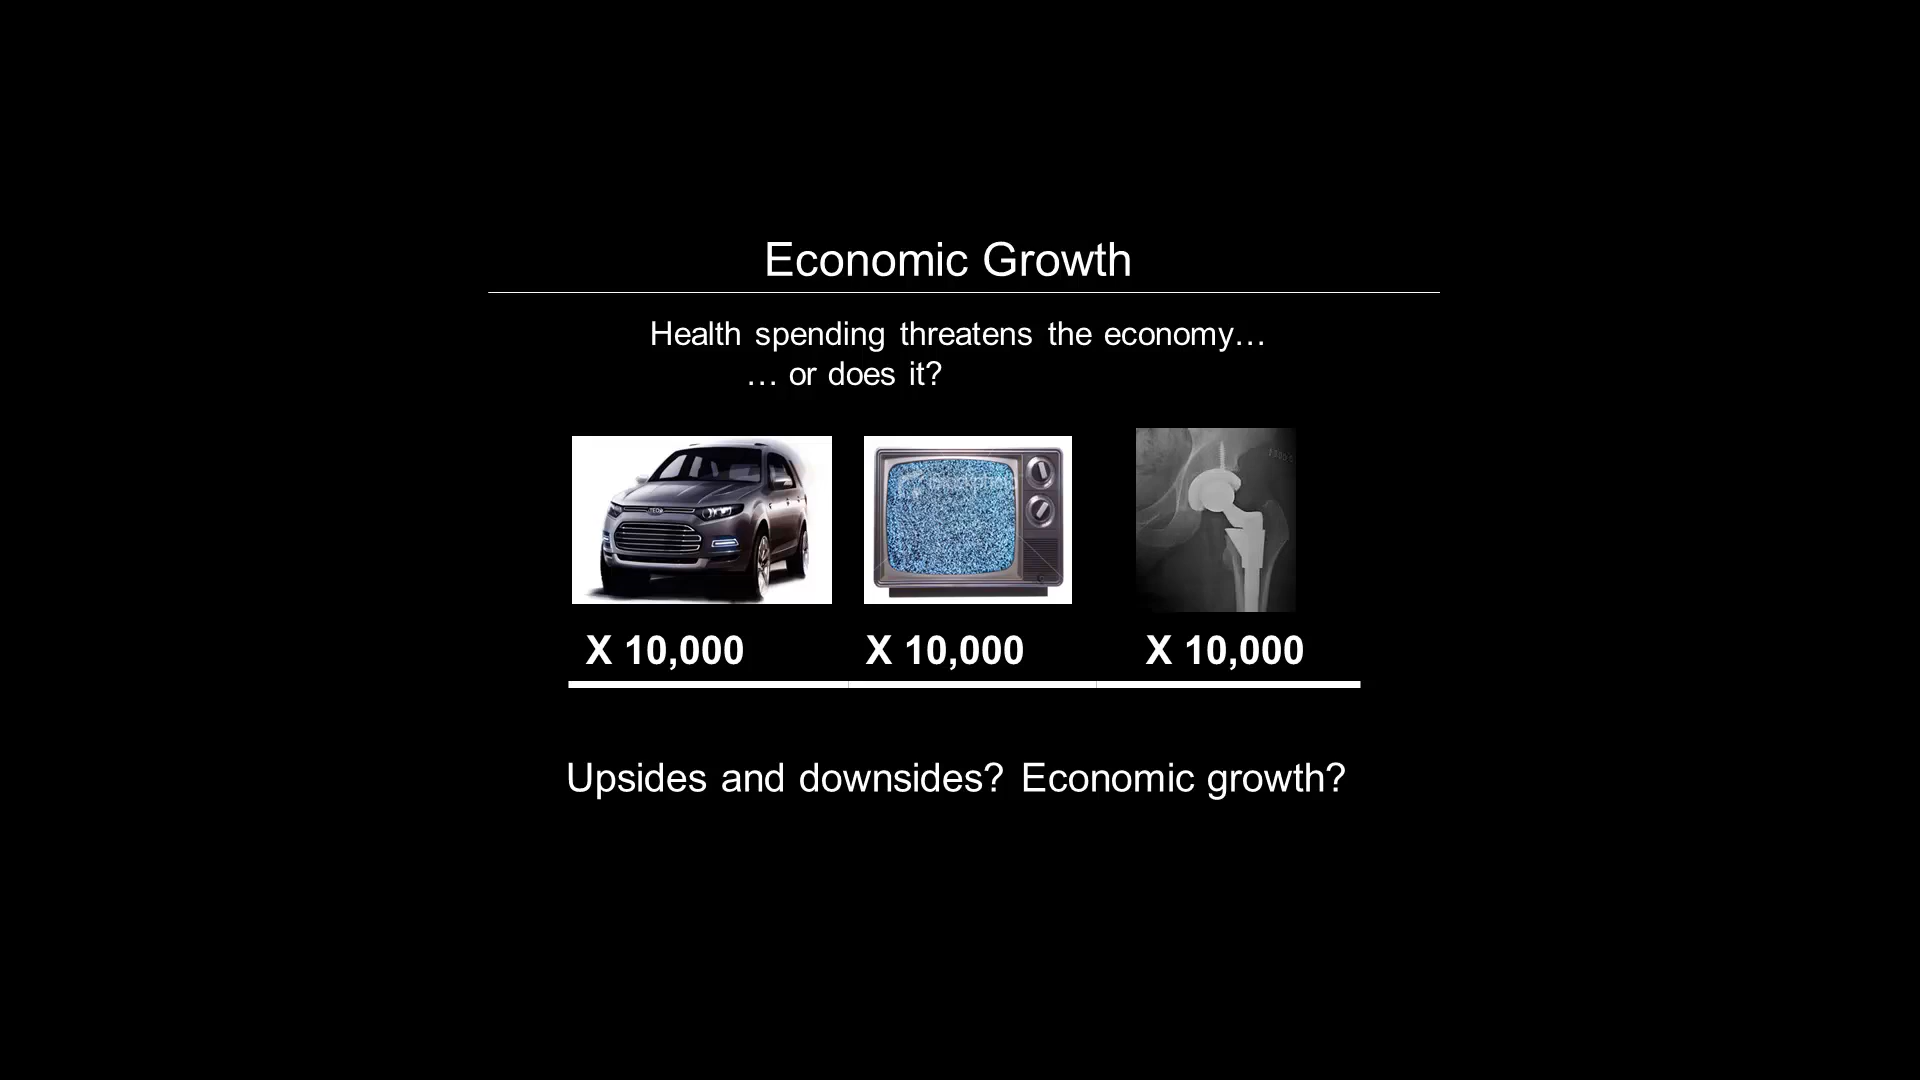 Economic Growth
Health spending threatens the economy…
… or does it?
X 10,000 X 10,000 X 10,000
Upsides and downsides? Economic growth?